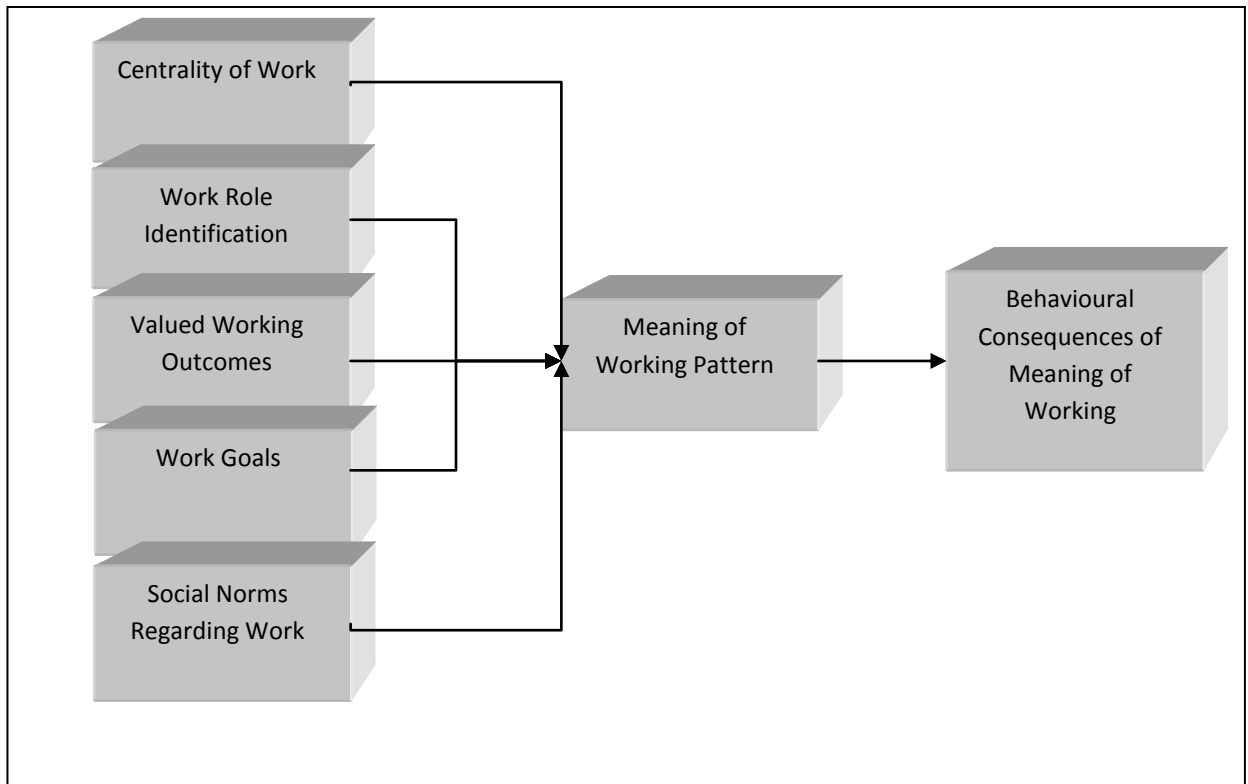 Centrality of Work
Work Role
Identification
Valued Working
Outcomes
Work Goals
Social Norms
Regarding Work
Meaning of
Working Pattern
Behavioural
Consequences of
Meaning of
Working